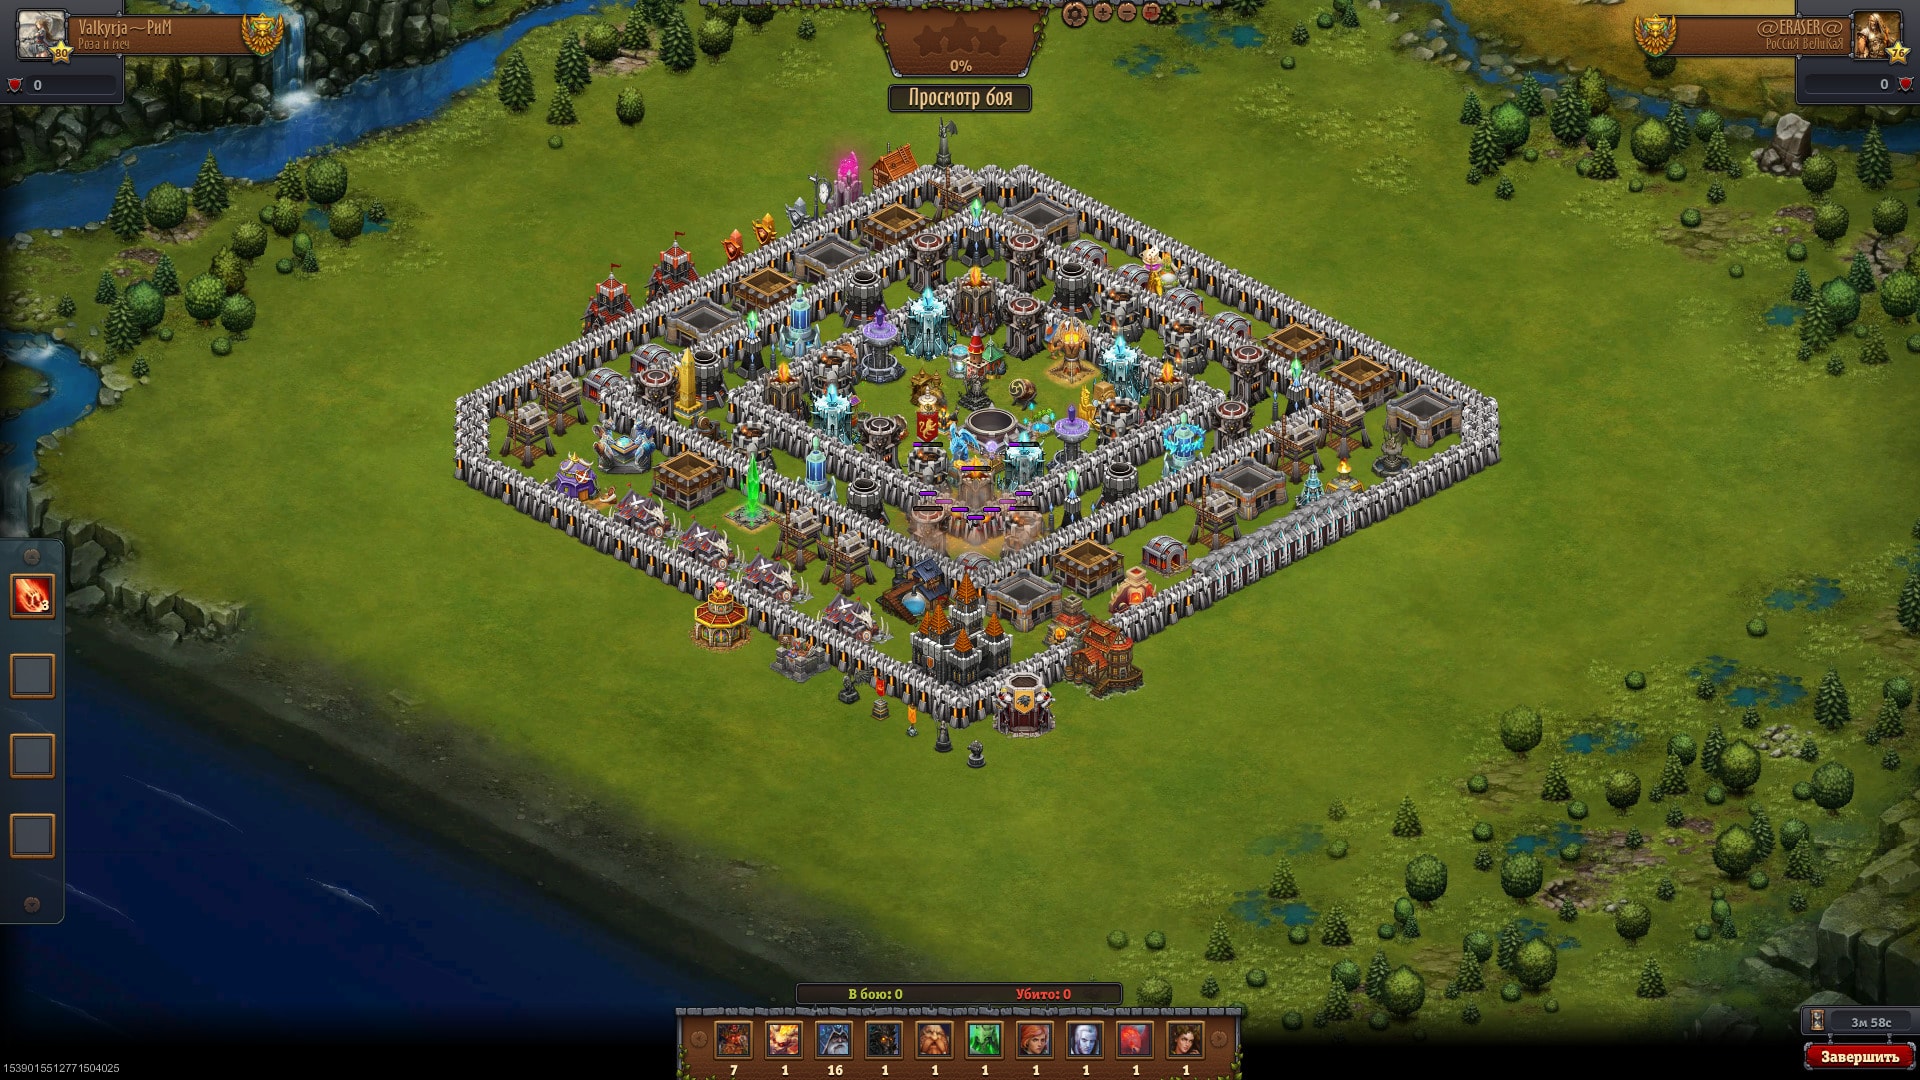 Valkyrja~РиМ
Роза и меч
80
0
0%
Просмотр боя
@ERASER@
РоССиЯ ВеЛиКаЯ
76
0
3
В бою: 0
Убито: 0
7
1
16
1
1
1
1
1
1
1
3м 58с
Завершить
1539015512771504025